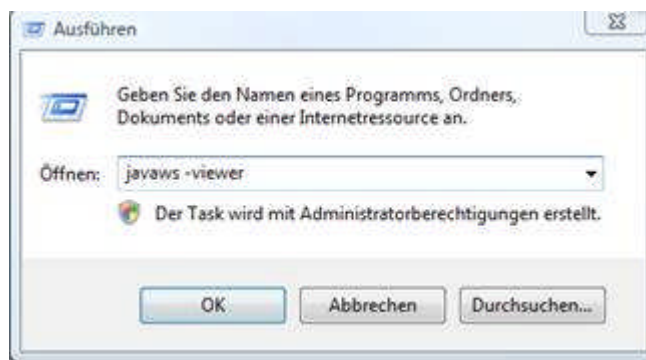 Ausführen
Geben Sie den Namen eines Programms, Ordners,
Dokuments oder einer Internetressource an.
Öffnen: javaws -viewer
Der Task wird mit Administratorberechtigungen erstellt.
OK Abbrechen Durchsuchen...